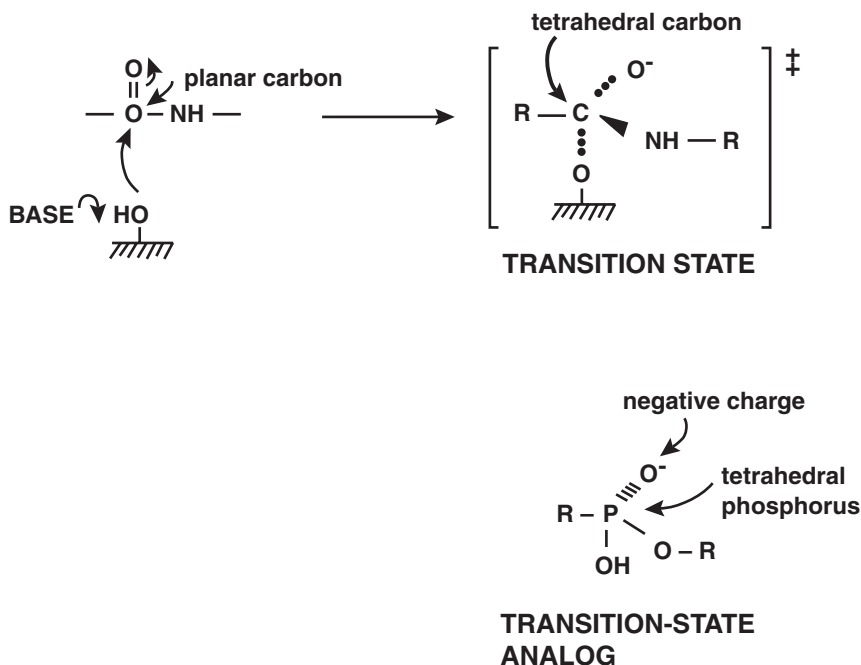 tetrahedral carbon
O
planar carbon
O-
‡
O
NH
R
C
NH
R
O
BASE
HO
TRANSITION STATE
negative charge
O-
tetrahedral
phosphorus
R
P
O
R
OH
TRANSITION-STATE
ANALOG